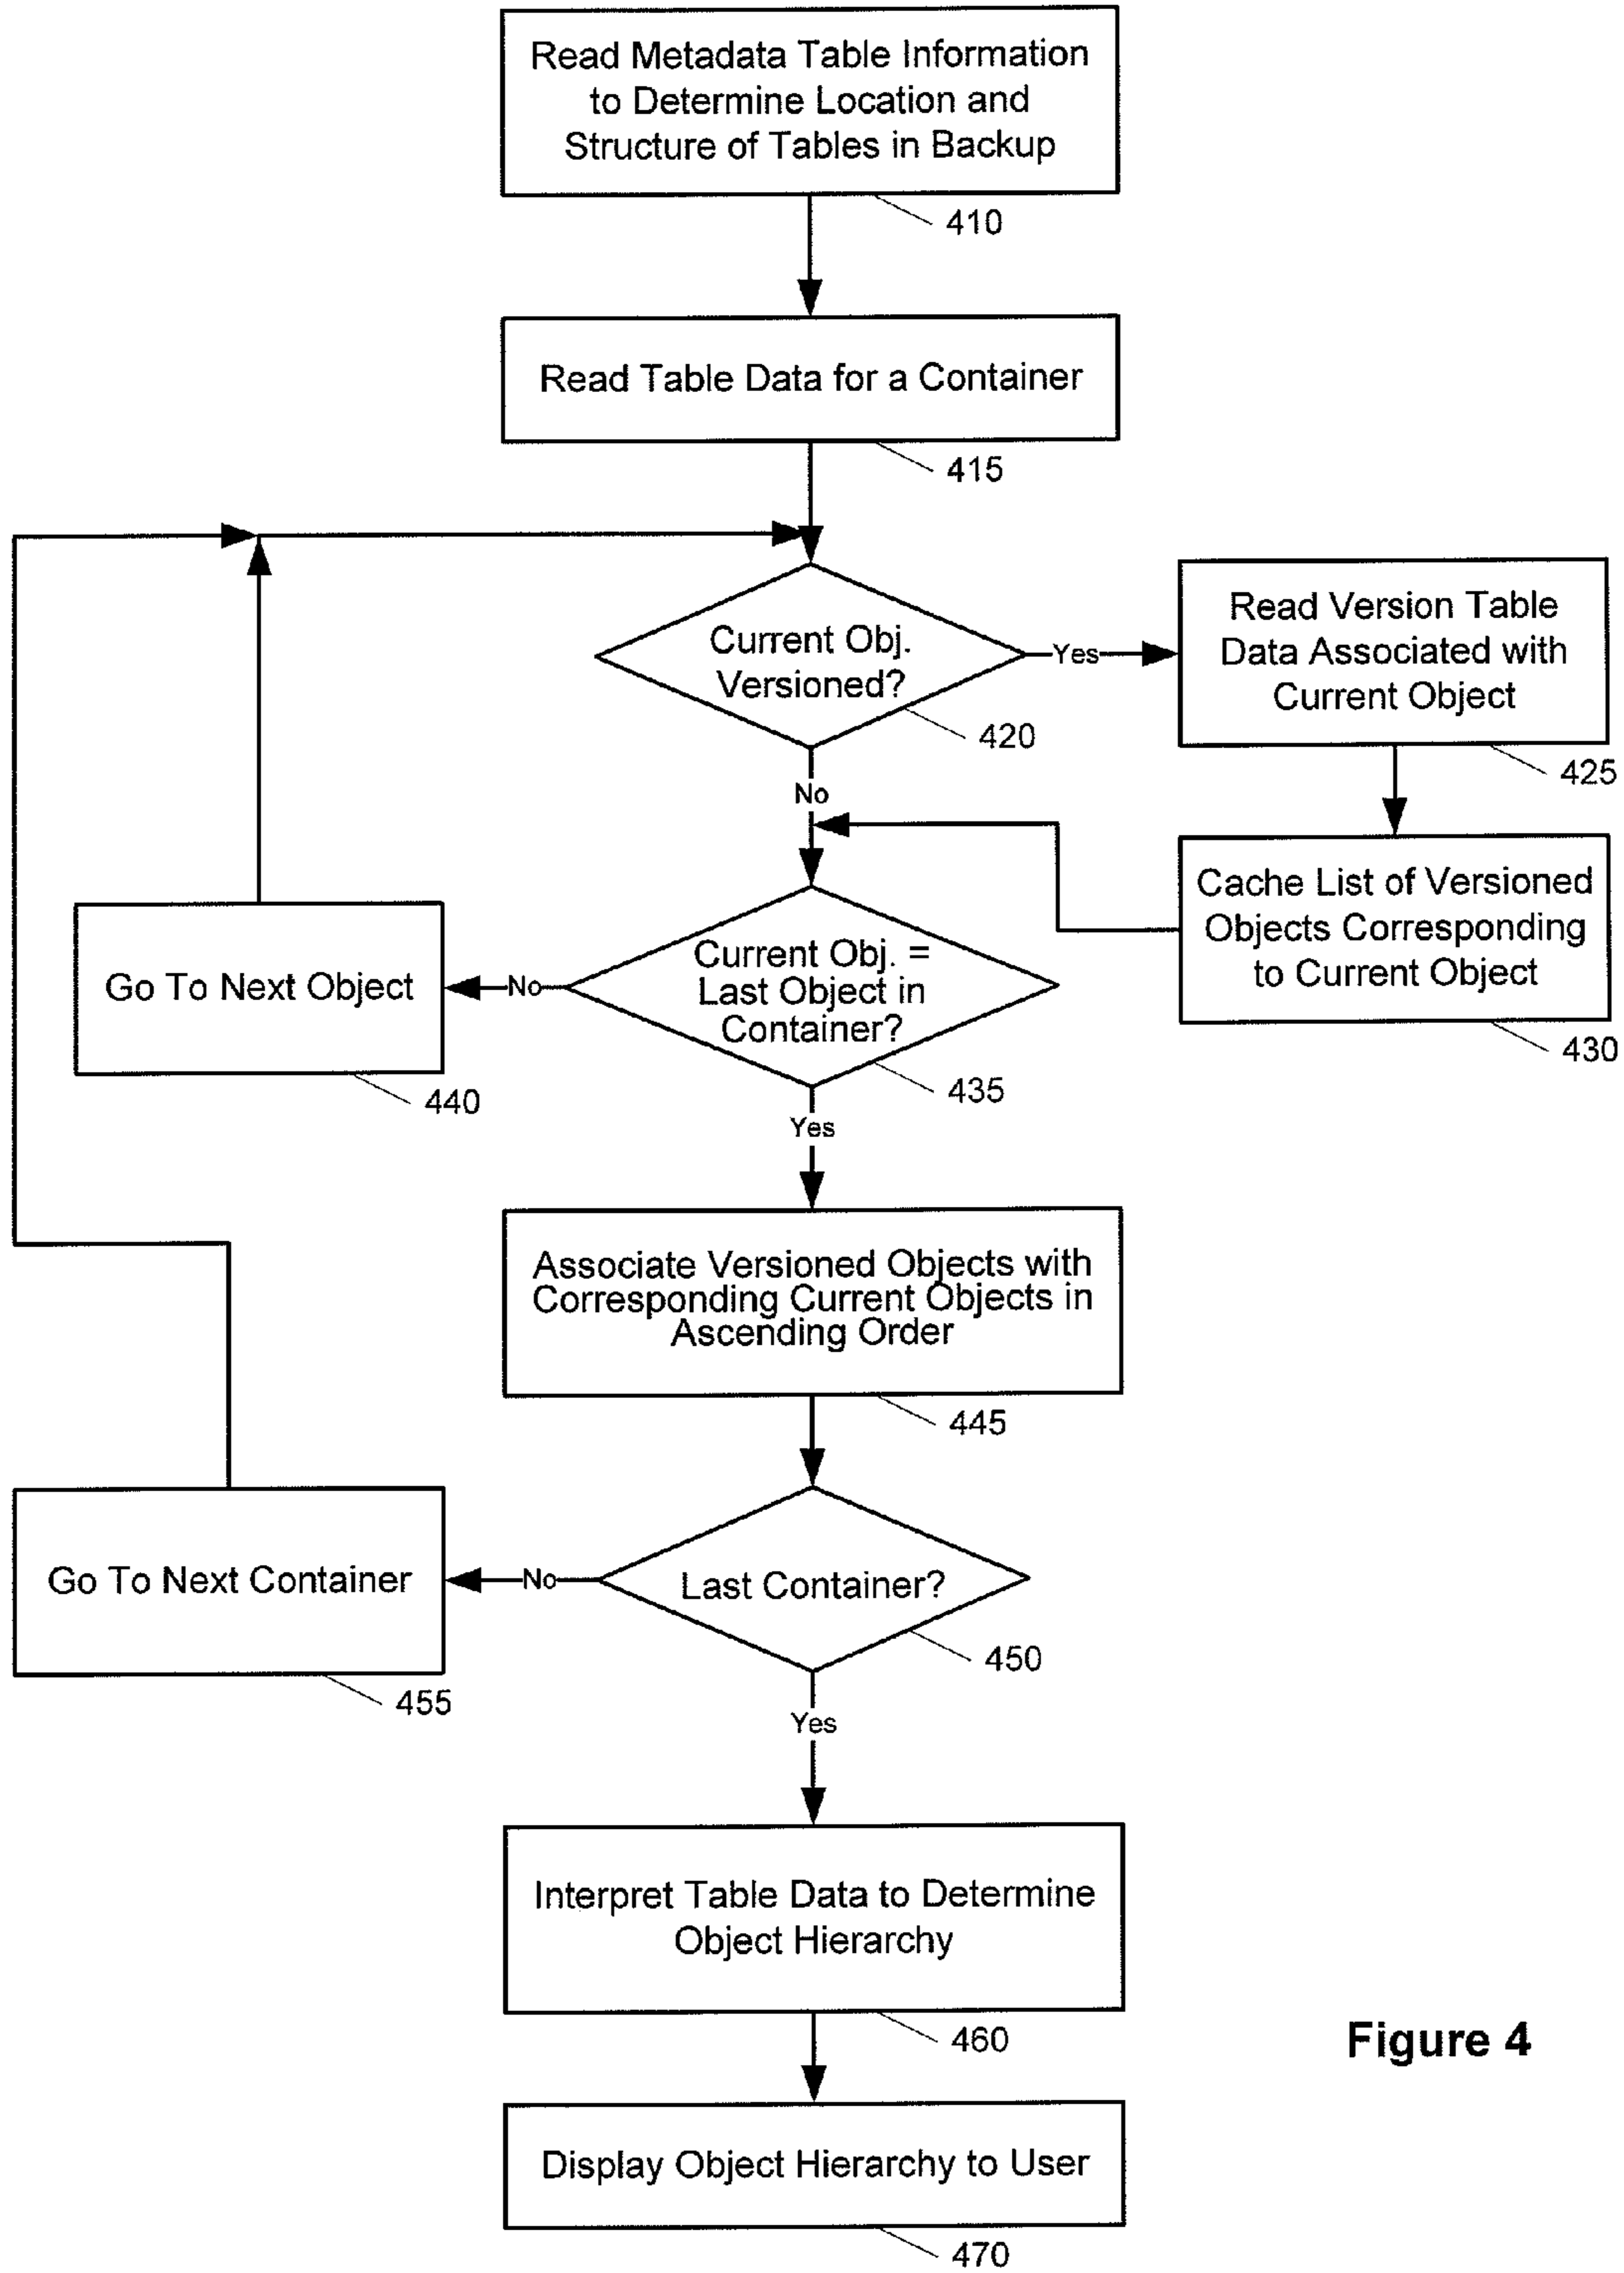 Read Metadata Table Information
to Determine Location and
Structure of Tables in Backup
410
Read Table Data for a Container
415
Current Obj.
Versioned?
Yes
420
No
Read Version Table
Data Associated with
Current Object
425
Cache List of Versioned
Objects Corresponding
to Current Object
430
Current Obj. =
Last Object in
Container?
No
435
Yes
Go To Next Object
440
Associate Versioned Objects with
Corresponding Current Objects in
Ascending Order
445
Last Container?
No
450
Yes
Go To Next Container
455
Interpret Table Data to Determine
Object Hierarchy
460
Display Object Hierarchy to User
470
Figure 4